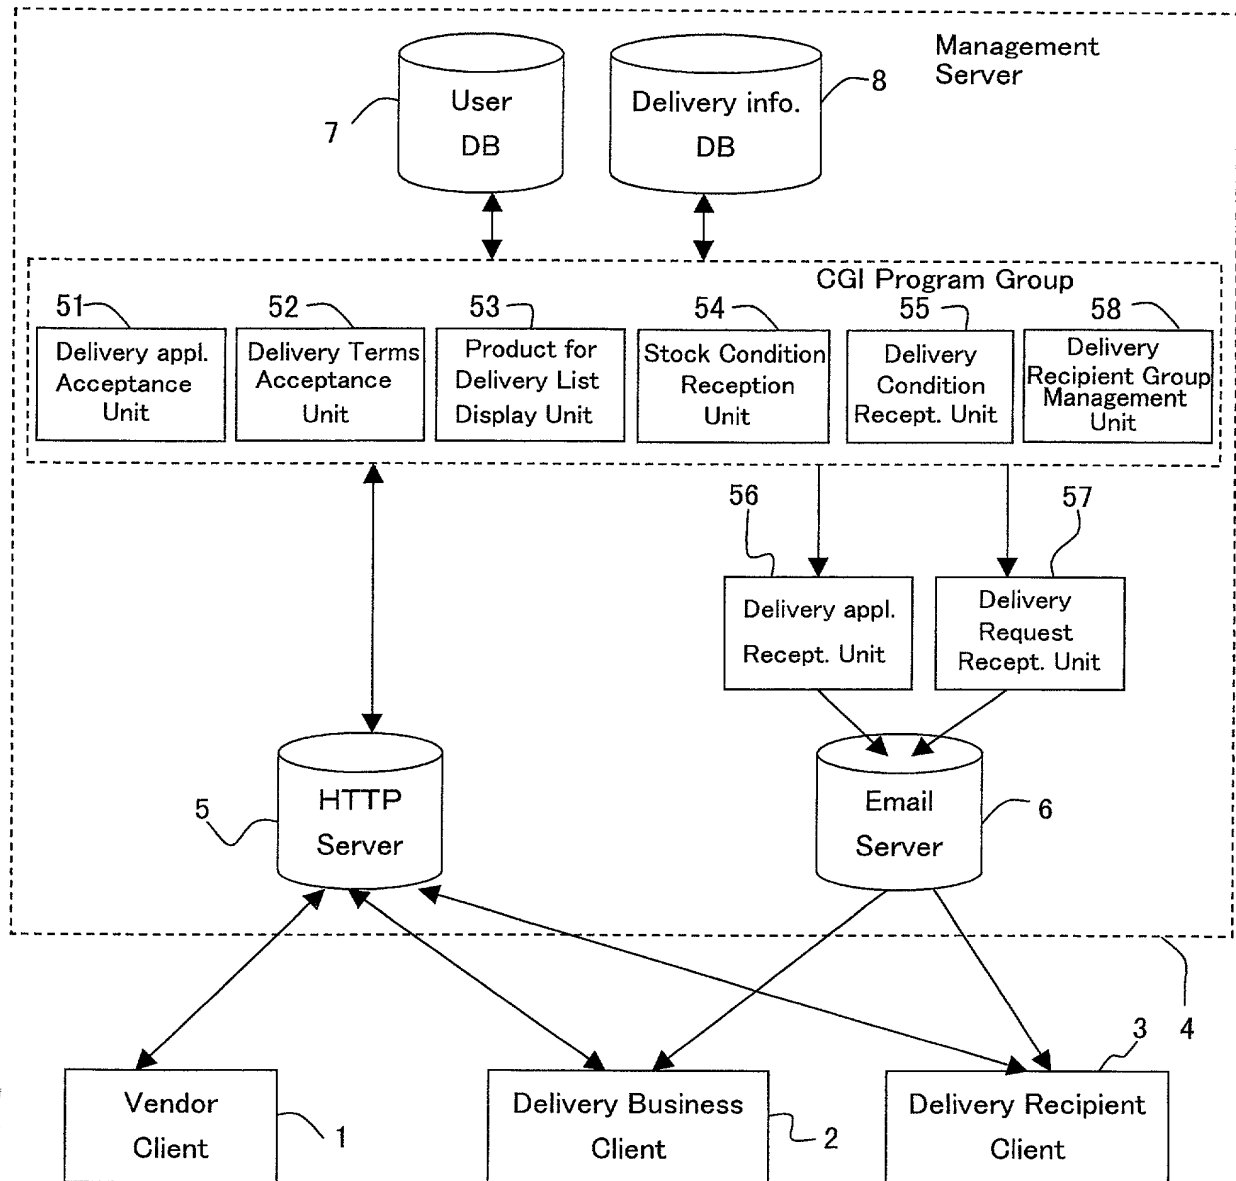 Management
Server
User
DB
7
Delivery info.
DB
8
CGI Program Group
51
52
53
54
55
58
Delivery appl.
Acceptance
Unit
Delivery Terms
Acceptance
Unit
Product for
Delivery List
Display Unit
Stock Condition
Reception
Unit
Delivery
Condition
Recept. Unit
Delivery
Recipient Group
Management
Unit
56
57
Delivery appl.
Recept. Unit
Delivery
Request
Recept. Unit
5
HTTP
Server
Email
Server
6
4
3
Vendor
Client
1
Delivery Business
Client
2
Delivery Recipient
Client